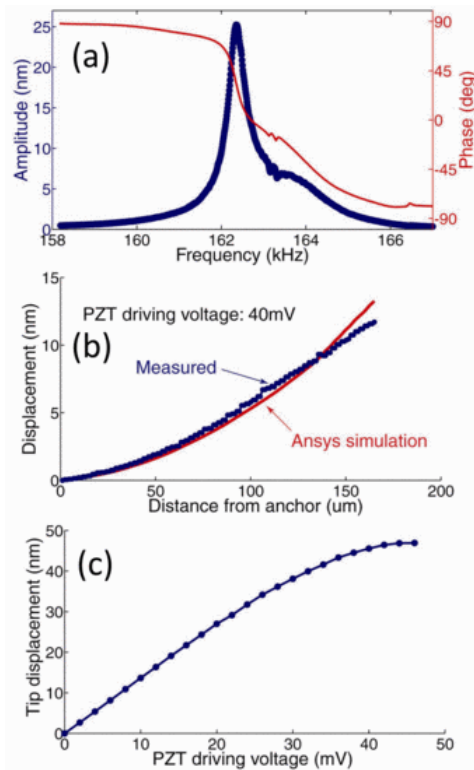 (a)
Amplitude (nm)
25
20
15
10
5
0
90
45
0
-45
-90
Phase (deg)
158 160 162 164 166
Frequency (kHz)
(b)
PZT driving voltage: 40mV
Measured
Ansys simulation
Displacement (nm)
15
10
5
0
0 50 100 150 200
Distance from anchor (um)
(c)
Tip displacement (nm)
50
40
30
20
10
0
0 10 20 30 40 50
PZT driving voltage (mV)